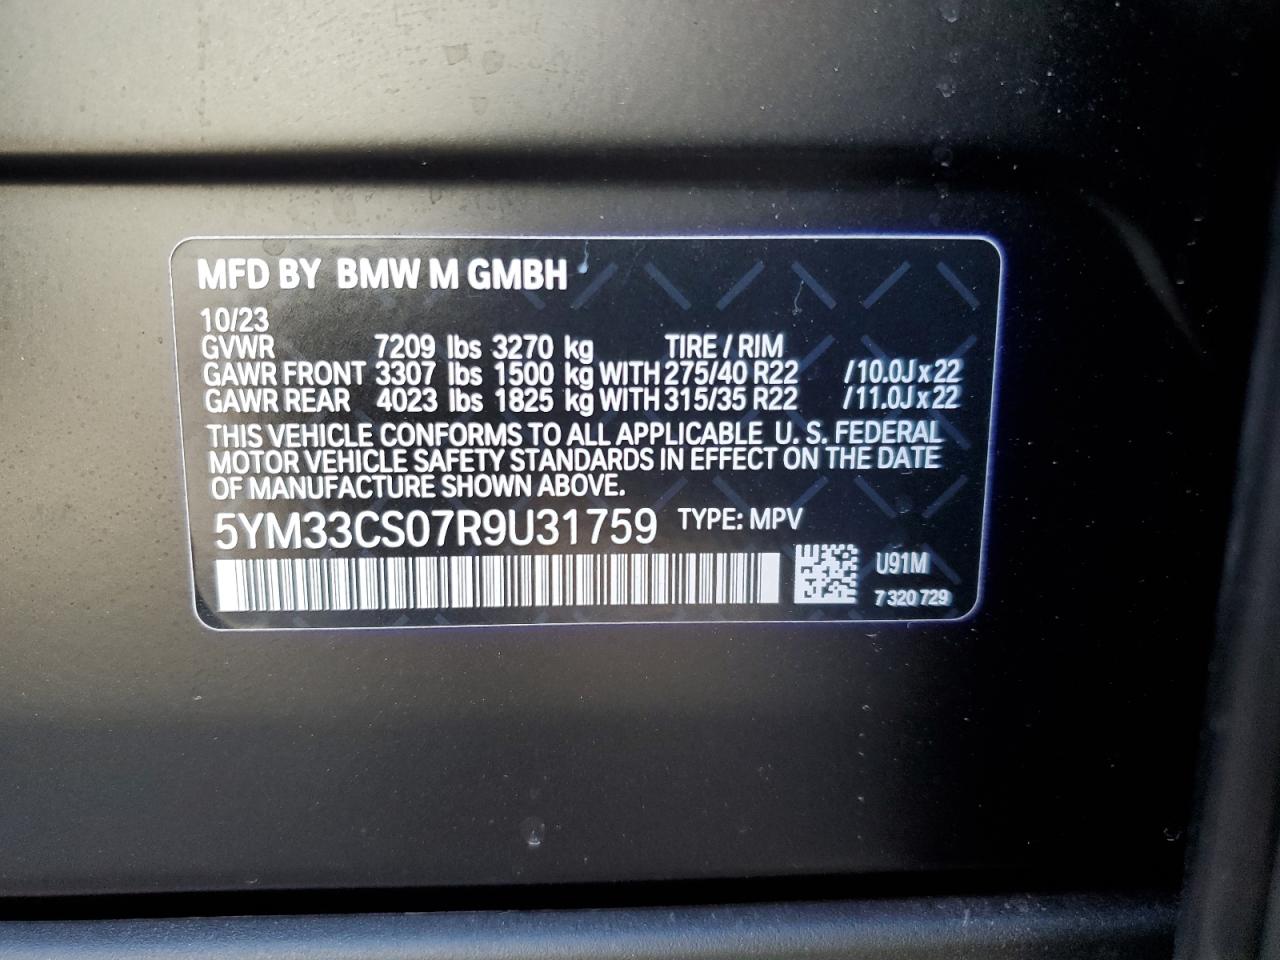 MFD BY BMW M GMBH
10/23
GVWR 7209 lbs 3270 kg TIRE / RIM
GAWR FRONT 3307 lbs 1500 kg WITH 275/40 R22 /10.0J x 22
GAWR REAR 4023 lbs 1825 kg WITH 315/35 R22 /11.0J x 22
THIS VEHICLE CONFORMS TO ALL APPLICABLE U. S. FEDERAL
MOTOR VEHICLE SAFETY STANDARDS IN EFFECT ON THE DATE
OF MANUFACTURE SHOWN ABOVE.
5YM33CS07R9U31759 TYPE: MPV
U91M
7 320 729